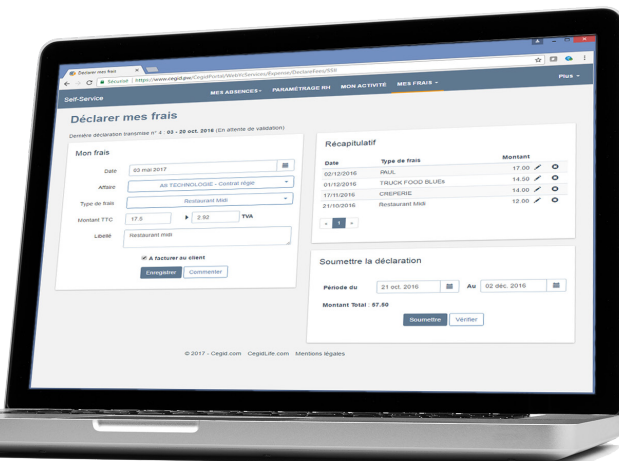 Déclarer mes frais
Sécurisé https://www.cegid.pw/CegidPortal/WebYcServices/Expense/DeclareFees/558
Self-Service MES ABSENCES PARAMÉTRAGE RH MON ACTIVITÉ MES FRAIS Plus
Déclarer mes frais
Dernière déclaration transmise n° 4 : 03 - 20 oct. 2016 (En attente de validation)
Mon frais
Date 03 mai 2017
Affaire All TECHNOLOGIE - Contrat régie
Type de frais Restaurant Midi
Montant TTC 17.5 2.92 TVA
Libellé Restaurant midi
A facturer au client
Enregistrer Commenter
Récapitulatif
Date Type de frais Montant
02/12/2016 PAUL 17.00
01/12/2016 TRUCK FOOD BLUEs 14.50
17/11/2016 CREPERIE 14.00
21/10/2016 Restaurant Midi 12.00
« 1 »
Soumettre la déclaration
Période du 21 oct. 2016 Au 02 déc. 2016
Montant Total : 57.50
Soumettre Vérifier
© 2017 - Cegid.com CegidLife.com Mentions légales